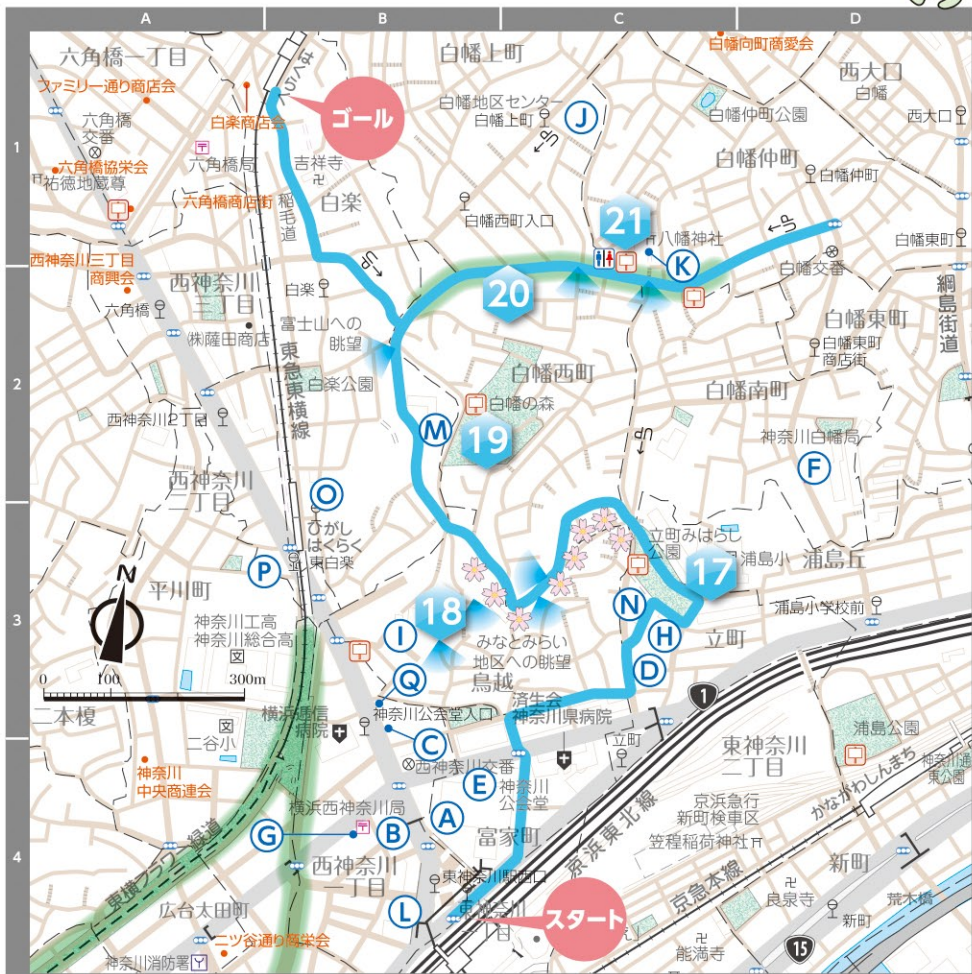 A
B
C
D
1
2
3
4
六角橋一丁目
ファミリー通り商店会
六角橋
交番
六角橋協栄会
祐徳地蔵尊
白楽商店会
六角橋局
六角橋商店街
はくらく
ゴール
吉祥寺
白楽
稲毛道
白幡上町
白幡地区センター
白幡上町
UP
J
白幡向町商愛会
白幡仲町公園
西大口
白幡
西大口
白幡仲町
白幡仲町
白幡西町入口
21
八幡神社
K
UP
白幡交番
白幡東町
西神奈川三丁目
商興会
西神奈川
三丁目
六角橋
㈱薩田商店
白楽
UP
富士山への
眺望
20
白幡東町
白幡東町
商店街
綱島街道
東急東横線
白楽公園
白幡西町
白幡の森
白幡南町
西神奈川2丁目
M
19
UP
神奈川白幡局
F
西神奈川
二丁目
O
ひがし
はくらく
東白楽
P
平川町
N
神奈川工高
神奈川総合高
文
0
100
300m
立町みはらし
公園
17
浦島小
浦島丘
浦島小学校前
18
I
N
H
D
立町
みなとみらい
地区への眺望
鳥越
Q
二本榎
文
二谷小
横浜逓信
病院
神奈川公会堂入口
C
済生会
神奈川県病院
1
立町
東神奈川
二丁目
浦島公園
神奈川通
東公園
神奈川
中央商連会
西神奈川交番
E
神奈川
公会堂
A
横浜西神奈川局
G
B
富家町
京浜東北線
京浜急行
新町検車区
笠䅣稲荷神社
かながわしんまち
京急本線
新町
東横フラワー緑道
西神奈川
一丁目
東神奈川駅西口
L
スタート
良泉寺
新町
荒木橋
広台太田町
二ツ谷通り商栄会
神奈川消防署
能満寺
15